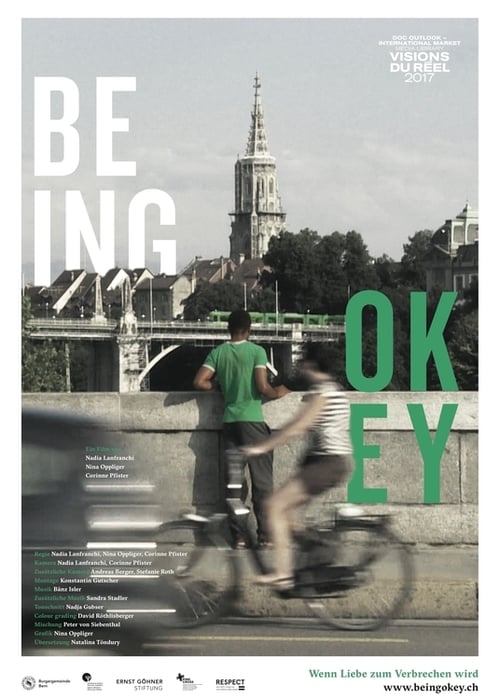 DOC OUTLOOK –
INTERNATIONAL MARKET
MEDIA LIBRARY
VISIONS
DU RÉEL
2017
BE
ING
OK
EY
Ein Film
Nadia Lanfranchi
Nina Oppliger
Corinne Pfister
Regie Nadia Lanfranchi, Nina Oppliger, Corinne Pfister
Kamera Nadia Lanfranchi, Corinne Pfister
Zusätzliche Kamera Andreas Berger, Stefanie Roth
Montage Konstantin Gutscher
Musik Bänz Isler
Zusätzliche Musik Sandra Stadler
Tonschnitt Nadja Gubser
Colour grading David Röthlisberger
Mischung Peter von Siebenthal
Grafik Nina Oppliger
Übersetzung Natalina Töndury
Wenn Liebe zum Verbrechen wird
www.beingokey.ch
Burgergemeinde
Bern
ERNST GÖHNER
STIFTUNG
RESPECT